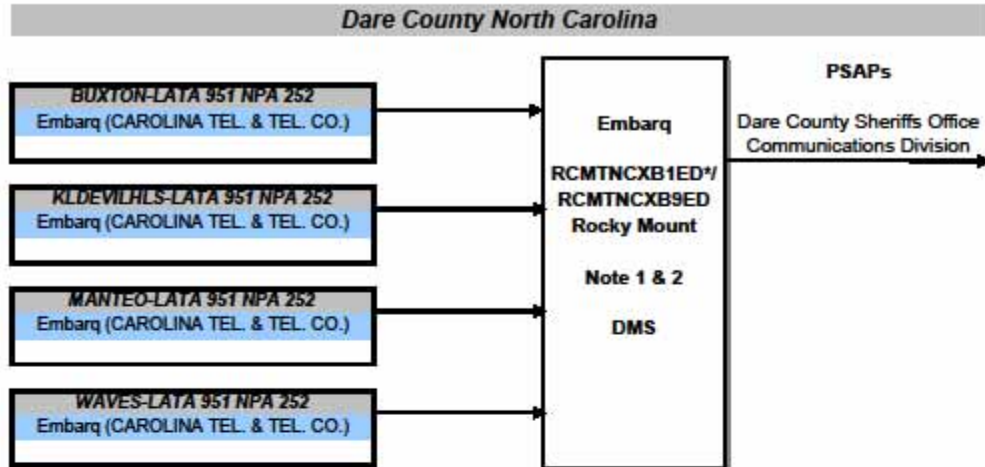 Dare County North Carolina
BUXTON-LATA 951 NPA 252
Embarq (CAROLINA TEL. & TEL. CO.)
KLDEVILHLS-LATA 951 NPA 252
Embarq (CAROLINA TEL. & TEL. CO.)
MANTEO-LATA 951 NPA 252
Embarq (CAROLINA TEL. & TEL. CO.)
WAVES-LATA 951 NPA 252
Embarq (CAROLINA TEL. & TEL. CO.)
Embarq
RCMTNCXB1ED*/
RCMTNCXB9ED
Rocky Mount
Note 1 & 2
DMS
PSAPs
Dare County Sheriffs Office
Communications Division